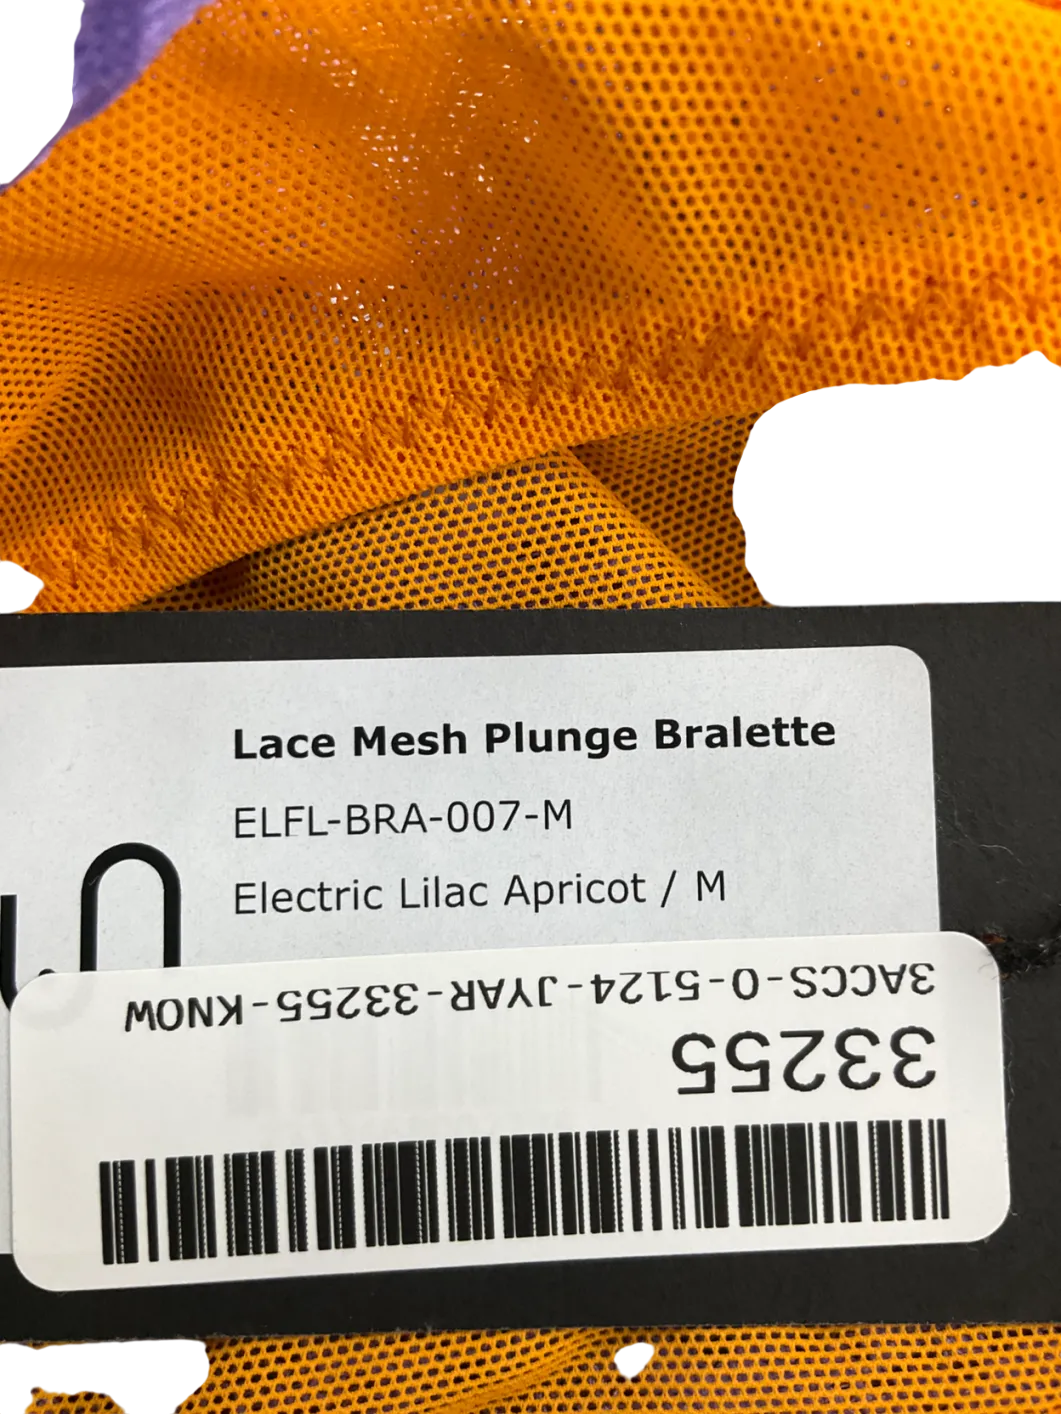 Lace Mesh Plunge Bralette
ELFL-BRA-007-M
Electric Lilac Apricot / M
33255
3ACCS-0-5124-JYAR-33255-KNOW